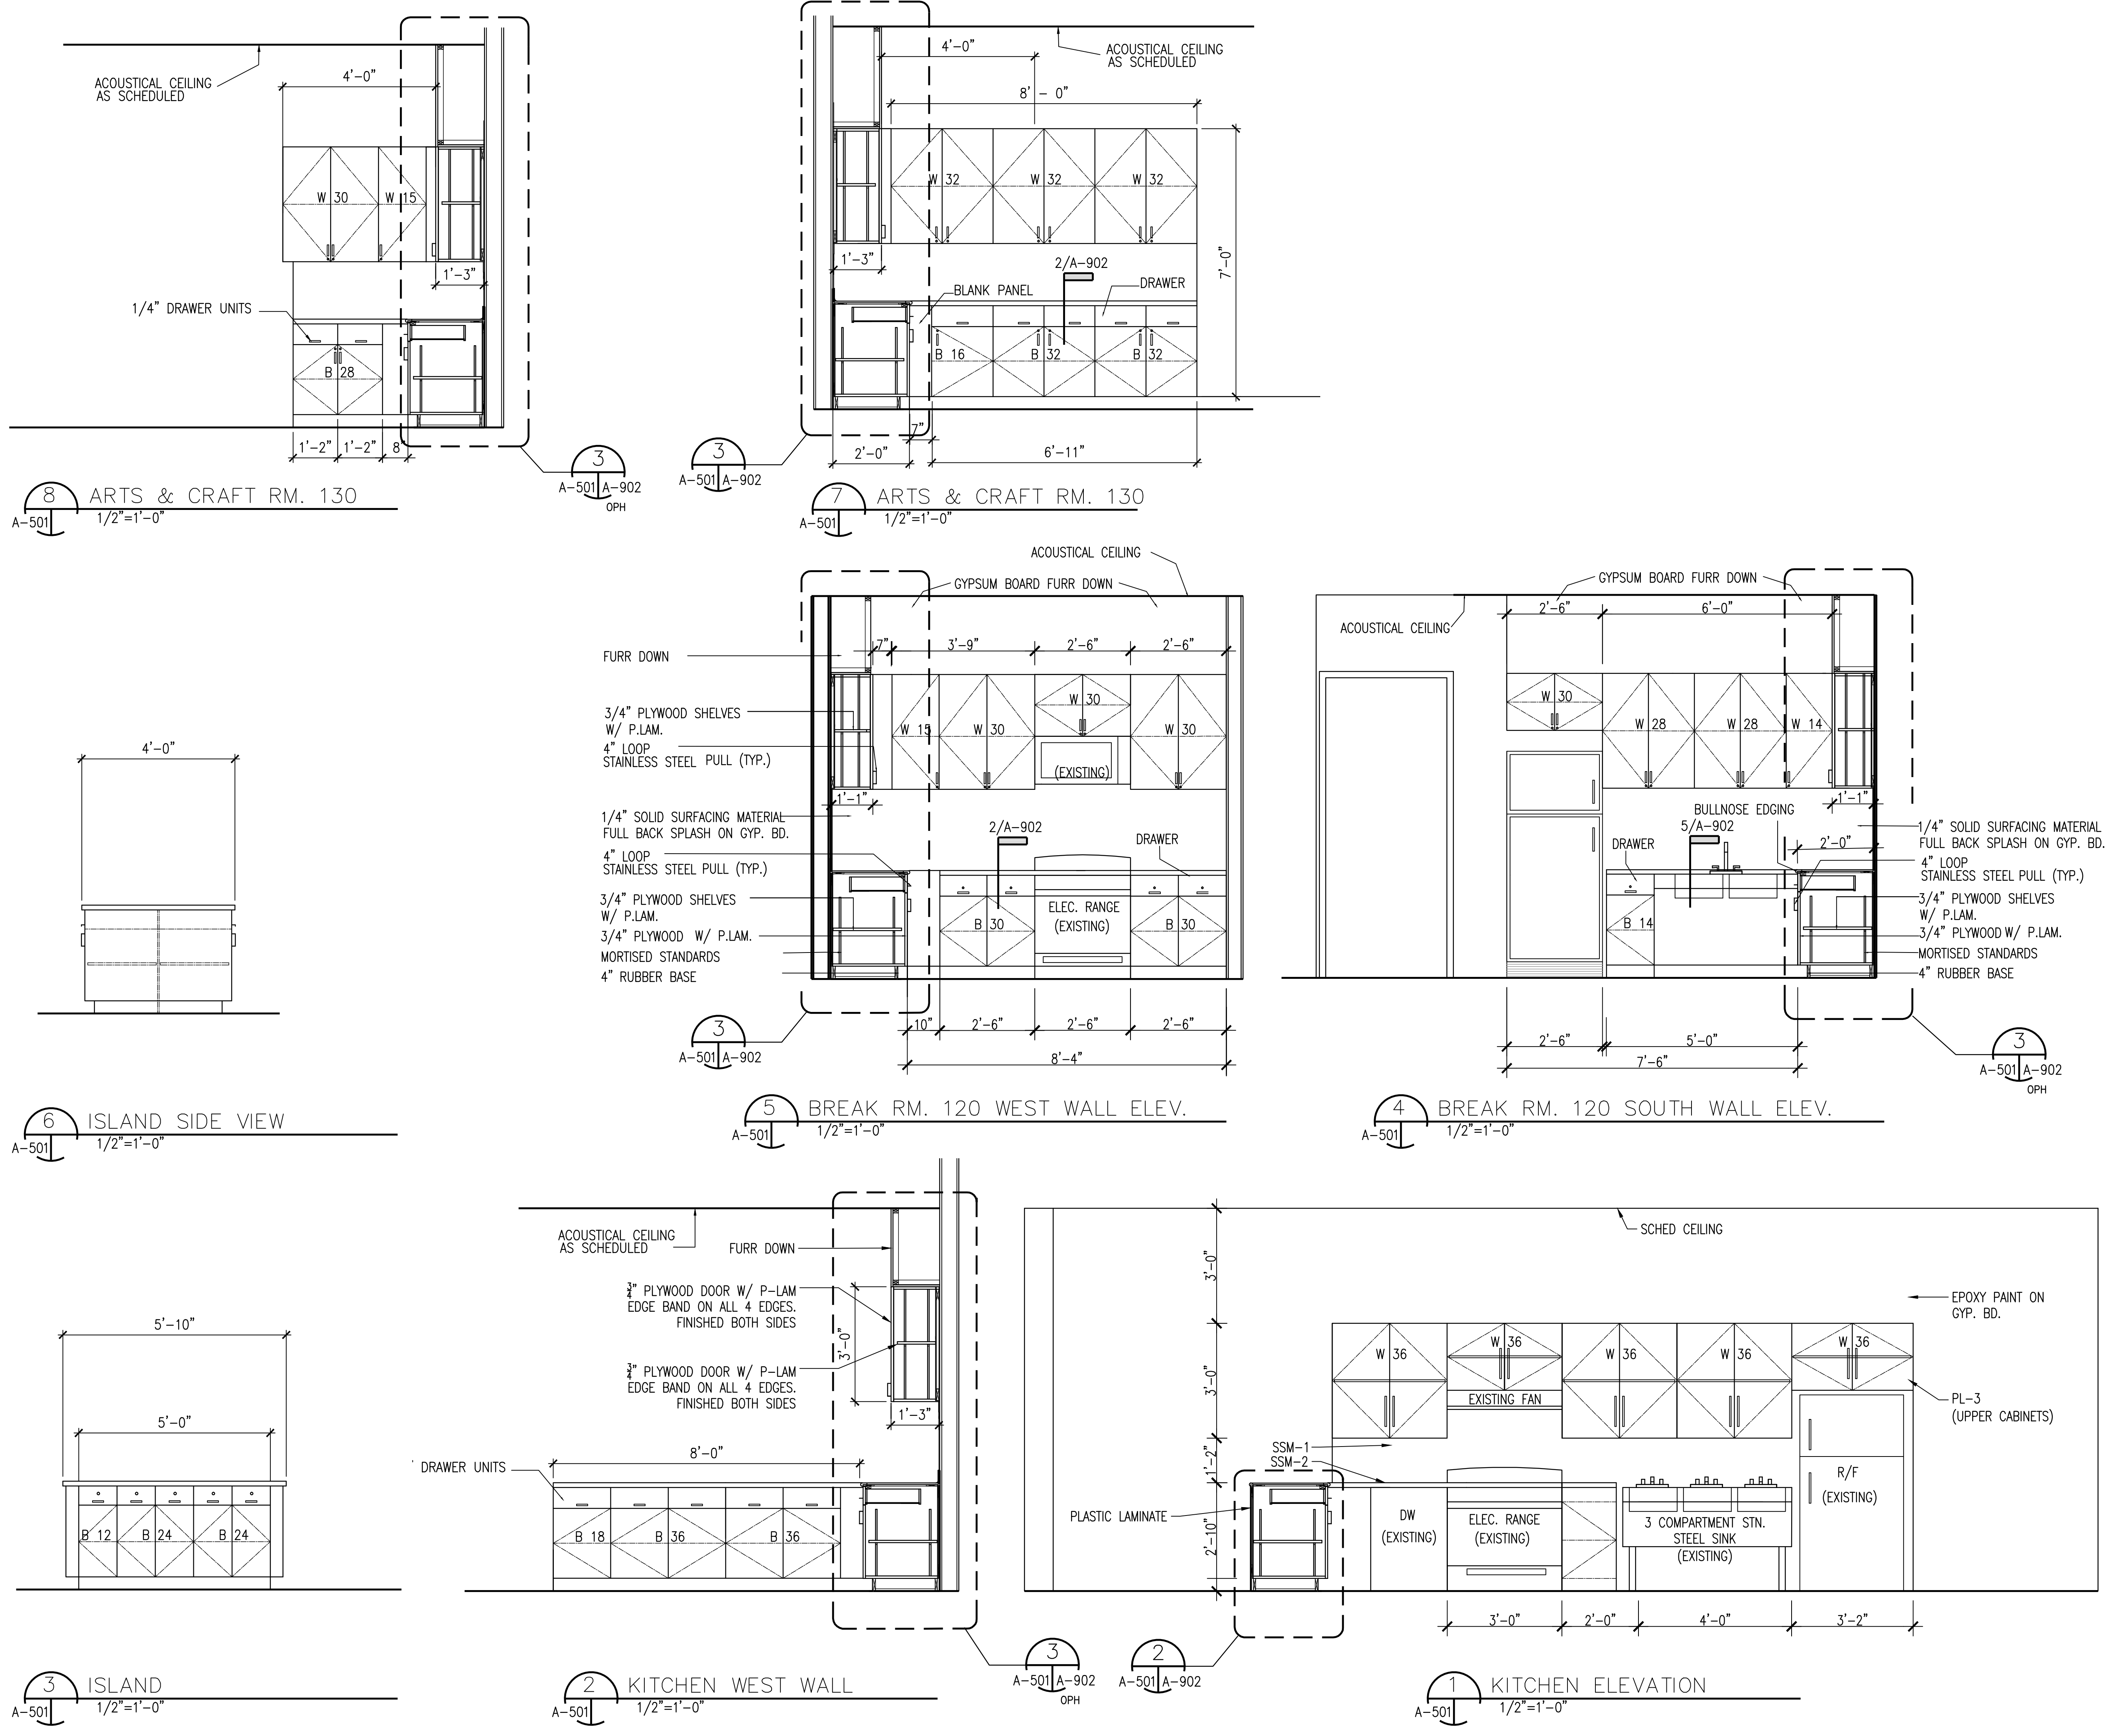 4'-0"
ACOUSTICAL CEILING
AS SCHEDULED
W 30
W 15
1'-3"
1/4" DRAWER UNITS
B 28
1'-2"
1'-2"
8"
3
A-501
A-902
OPH
8
A-501
ARTS & CRAFT RM. 130
1/2"=1'-0"
4'-0"
ACOUSTICAL CEILING
AS SCHEDULED
8' - 0"
W 32
W 32
W 32
1'-3"
2/A-902
BLANK PANEL
DRAWER
7'-0"
B 16
B 32
B 32
7"
2'-0"
6'-11"
3
A-501
A-902
7
A-501
ARTS & CRAFT RM. 130
1/2"=1'-0"
4'-0"
6
A-501
ISLAND SIDE VIEW
1/2"=1'-0"
ACOUSTICAL CEILING
GYPSUM BOARD FURR DOWN
FURR DOWN
7"
3'-9"
2'-6"
2'-6"
W 15
W 30
W 30
W 30
3/4" PLYWOOD SHELVES
W/ P.LAM.
4" LOOP
STAINLESS STEEL PULL (TYP.)
(EXISTING)
1'-1"
1/4" SOLID SURFACING MATERIAL
FULL BACK SPLASH ON GYP. BD.
2/A-902
DRAWER
4" LOOP
STAINLESS STEEL PULL (TYP.)
3/4" PLYWOOD SHELVES
W/ P.LAM.
3/4" PLYWOOD W/ P.LAM.
MORTISED STANDARDS
4" RUBBER BASE
B 30
ELEC. RANGE
(EXISTING)
B 30
10"
2'-6"
2'-6"
2'-6"
8'-4"
3
A-501
A-902
5
A-501
BREAK RM. 120 WEST WALL ELEV.
1/2"=1'-0"
GYPSUM BOARD FURR DOWN
2'-6"
6'-0"
ACOUSTICAL CEILING
W 30
W 28
W 28
W 14
1'-1"
BULLNOSE EDGING
5/A-902
DRAWER
2'-0"
1/4" SOLID SURFACING MATERIAL
FULL BACK SPLASH ON GYP. BD.
4" LOOP
STAINLESS STEEL PULL (TYP.)
3/4" PLYWOOD SHELVES
W/ P.LAM.
3/4" PLYWOOD W/ P.LAM.
MORTISED STANDARDS
4" RUBBER BASE
B 14
2'-6"
5'-0"
7'-6"
3
A-501
A-902
OPH
4
A-501
BREAK RM. 120 SOUTH WALL ELEV.
1/2"=1'-0"
5'-10"
5'-0"
B 12
B 24
B 24
3
A-501
ISLAND
1/2"=1'-0"
ACOUSTICAL CEILING
AS SCHEDULED
FURR DOWN
3/4" PLYWOOD DOOR W/ P-LAM
EDGE BAND ON ALL 4 EDGES.
FINISHED BOTH SIDES
3'-0"
3/4" PLYWOOD DOOR W/ P-LAM
EDGE BAND ON ALL 4 EDGES.
FINISHED BOTH SIDES
1'-3"
8'-0"
' DRAWER UNITS
B 18
B 36
B 36
3
A-501
A-902
OPH
2
A-501
KITCHEN WEST WALL
1/2"=1'-0"
SCHED CEILING
3'-0"
EPOXY PAINT ON
GYP. BD.
3'-0"
W 36
W 36
W 36
W 36
W 36
EXISTING FAN
PL-3
(UPPER CABINETS)
SSM-1
SSM-2
1'-2"
PLASTIC LAMINATE
2'-10"
DW
(EXISTING)
ELEC. RANGE
(EXISTING)
3 COMPARTMENT STN.
STEEL SINK
(EXISTING)
R/F
(EXISTING)
3'-0"
2'-0"
4'-0"
3'-2"
2
A-501
A-902
1
A-501
KITCHEN ELEVATION
1/2"=1'-0"